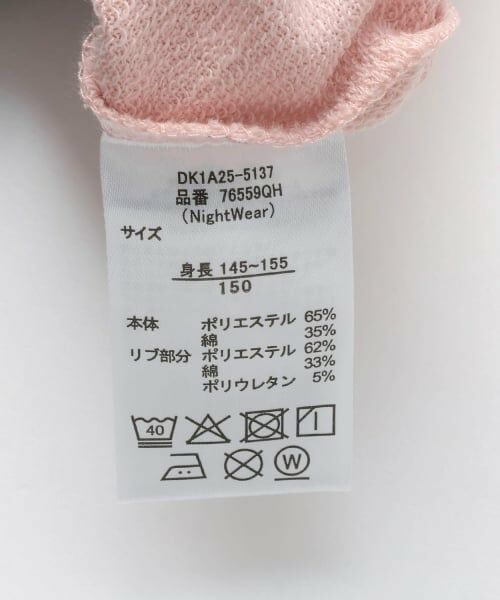 DK1A25-5137
品番 76559QH
(NightWear)
サイズ
身長 145~155
150
本体 ポリエステル 65%
綿 35%
リブ部分 ポリエステル 62%
綿 33%
ポリウレタン 5%
40
W